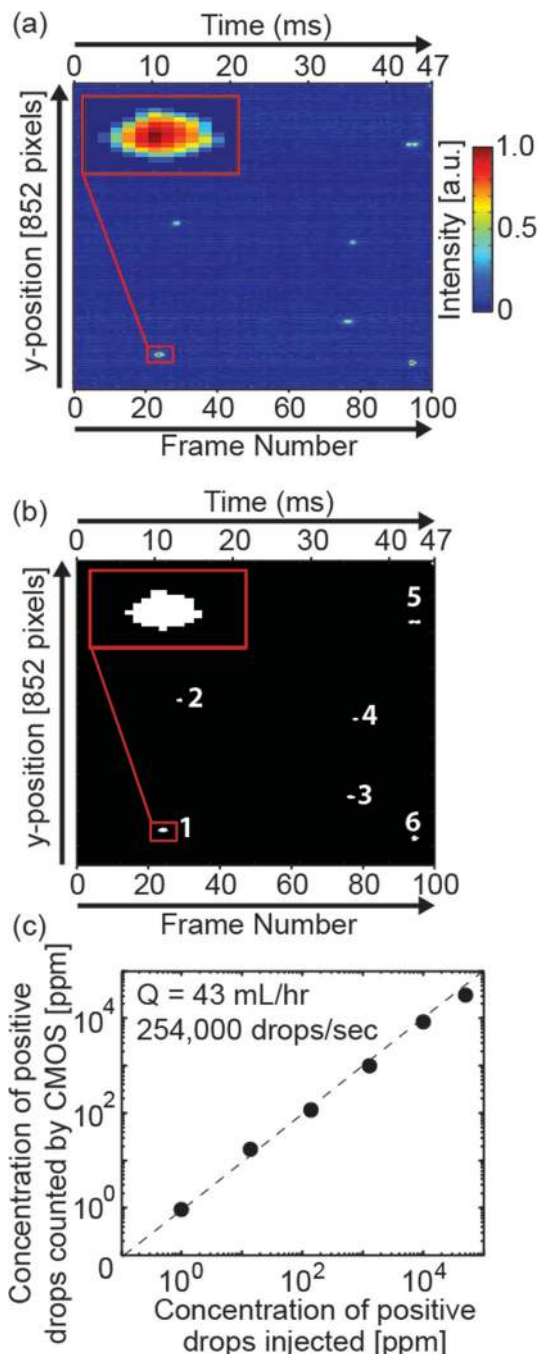 (a)
Time (ms)
0 10 20 30 40 47
y-position [852 pixels]
Intensity [a.u.]
1.0
0.5
0
0 20 40 60 80 100
Frame Number
(b)
Time (ms)
0 10 20 30 40 47
y-position [852 pixels]
5
2
4
3
1
6
0 20 40 60 80 100
Frame Number
(c)
Concentration of positive
drops counted by CMOS [ppm]
Q = 43 mL/hr
254,000 drops/sec
10⁴
10²
10⁰
0
10⁰ 10² 10⁴
Concentration of positive
drops injected [ppm]